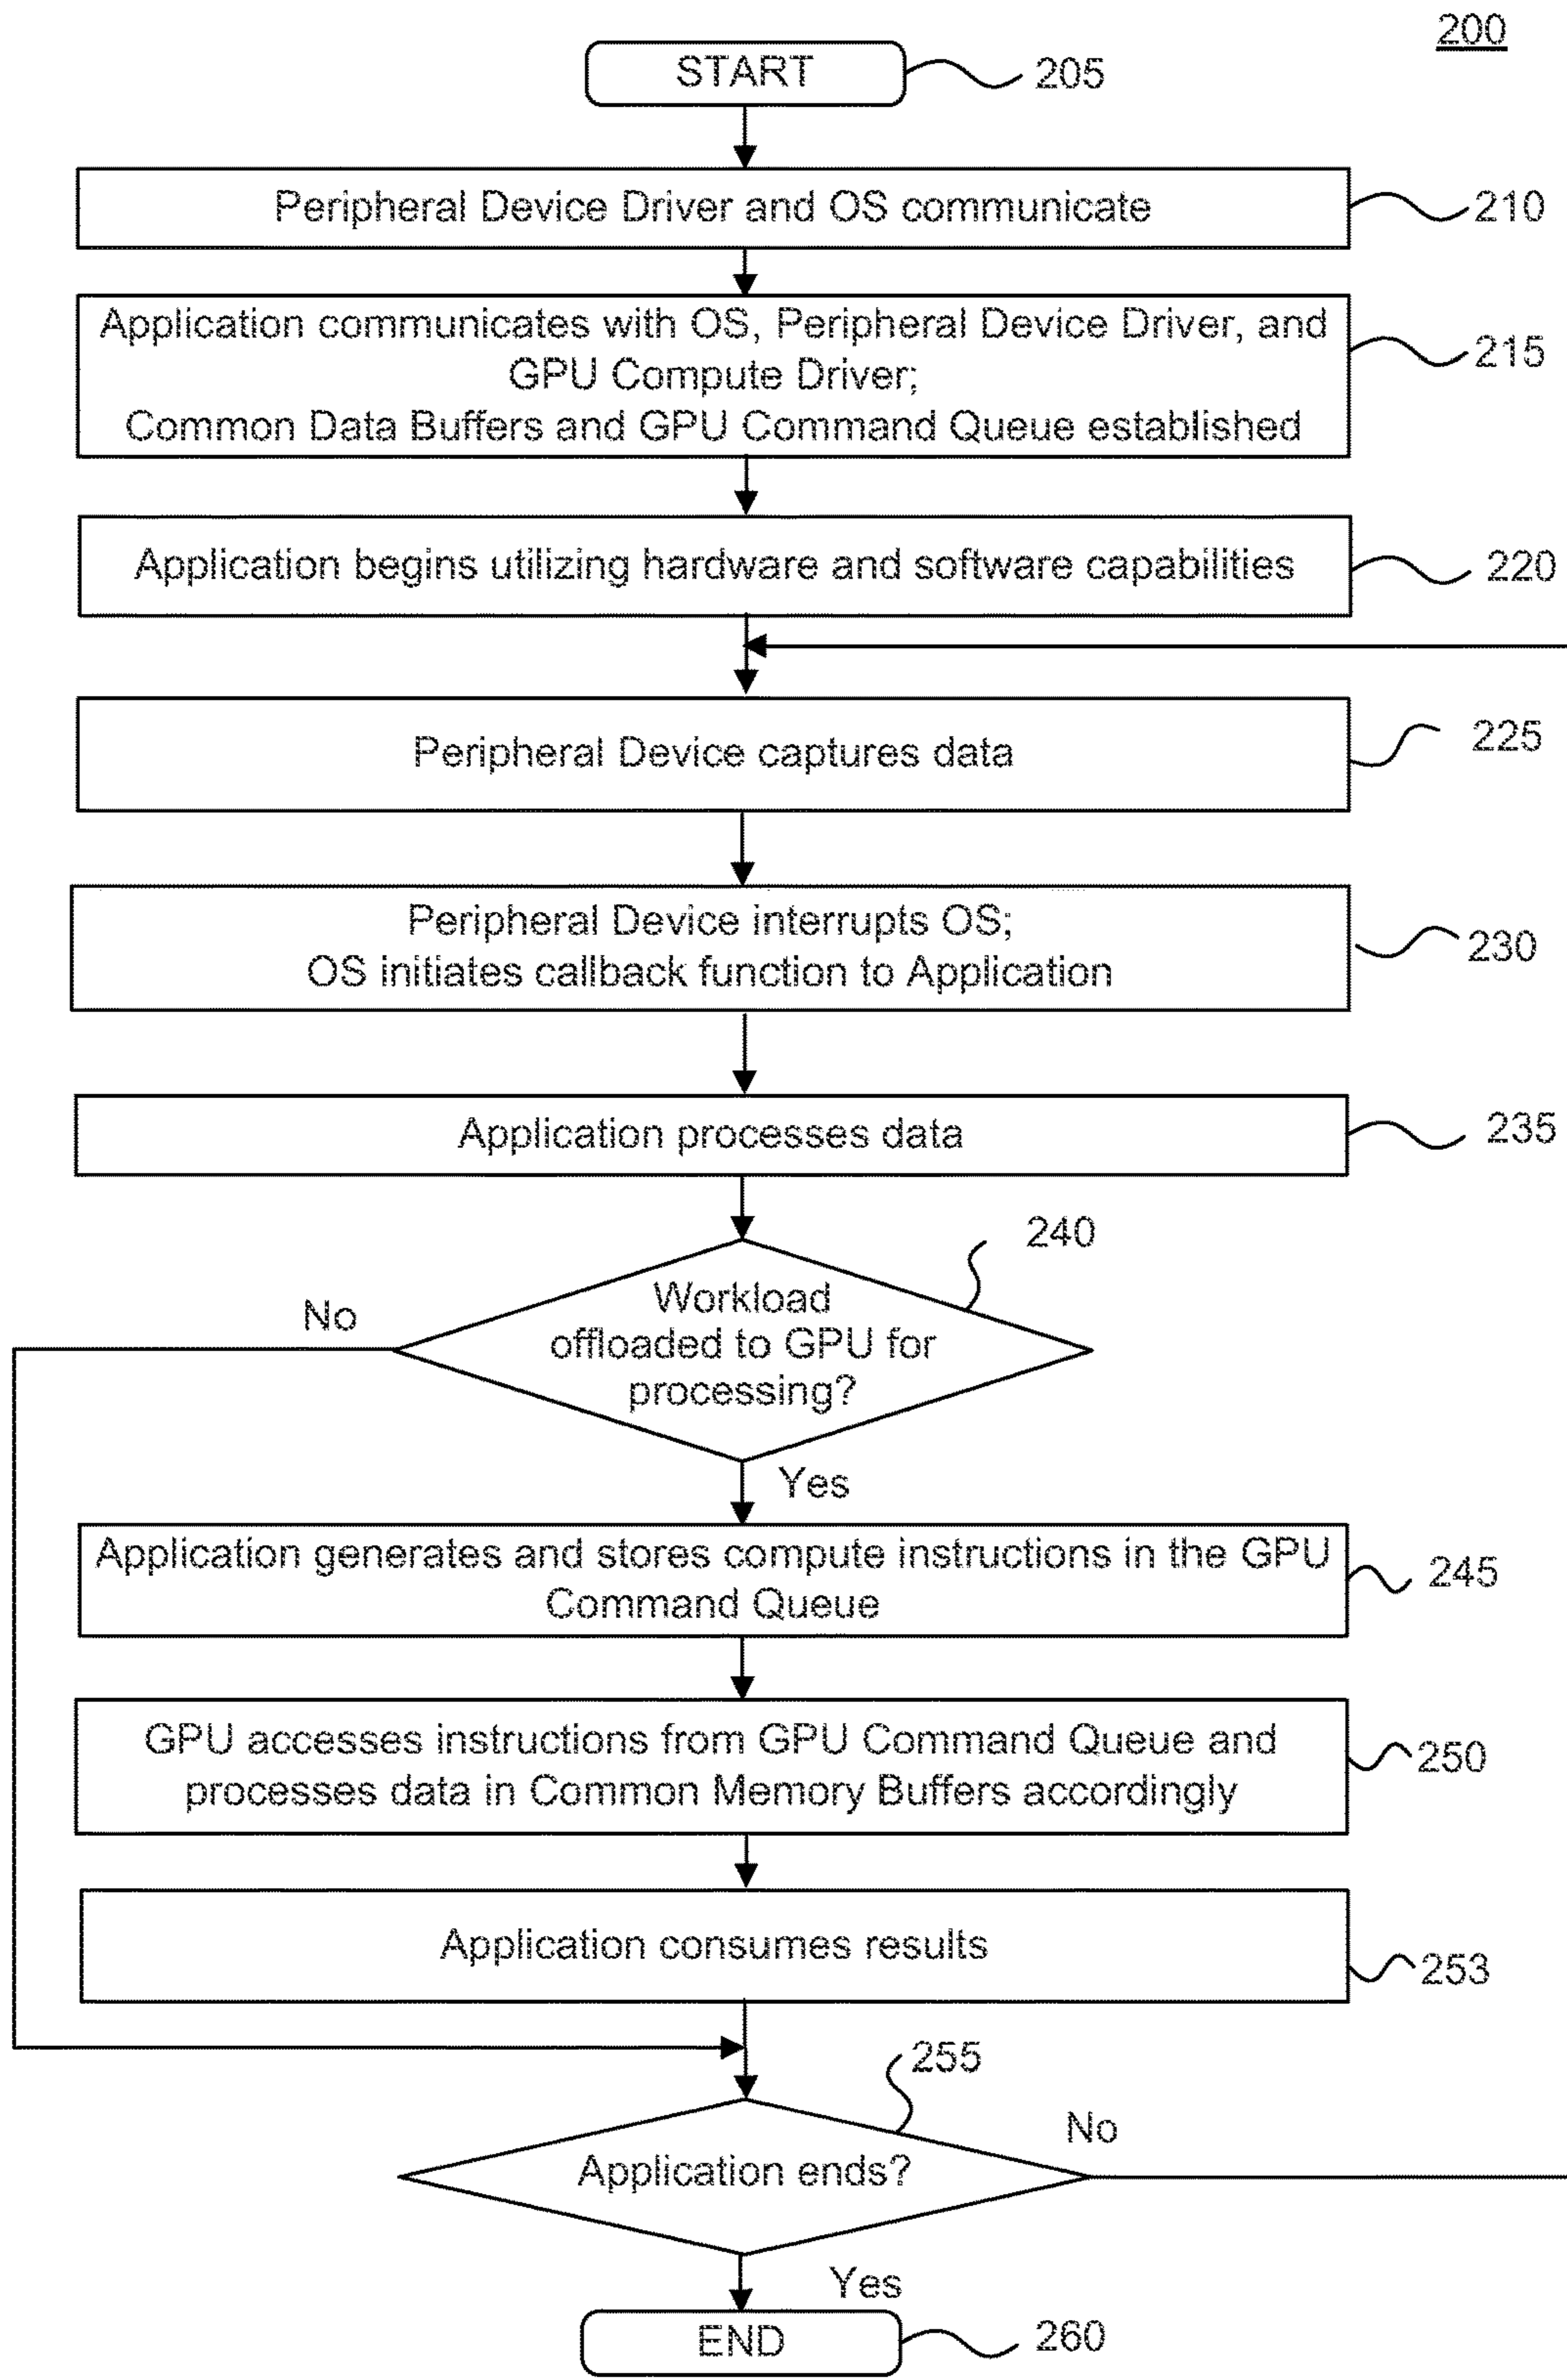 200
START
205
Peripheral Device Driver and OS communicate
210
Application communicates with OS, Peripheral Device Driver, and
GPU Compute Driver;
Common Data Buffers and GPU Command Queue established
215
Application begins utilizing hardware and software capabilities
220
Peripheral Device captures data
225
Peripheral Device interrupts OS;
OS initiates callback function to Application
230
Application processes data
235
240
Workload
offloaded to GPU for
processing?
No
Yes
Application generates and stores compute instructions in the GPU
Command Queue
245
GPU accesses instructions from GPU Command Queue and
processes data in Common Memory Buffers accordingly
250
Application consumes results
253
255
Application ends?
No
Yes
END
260